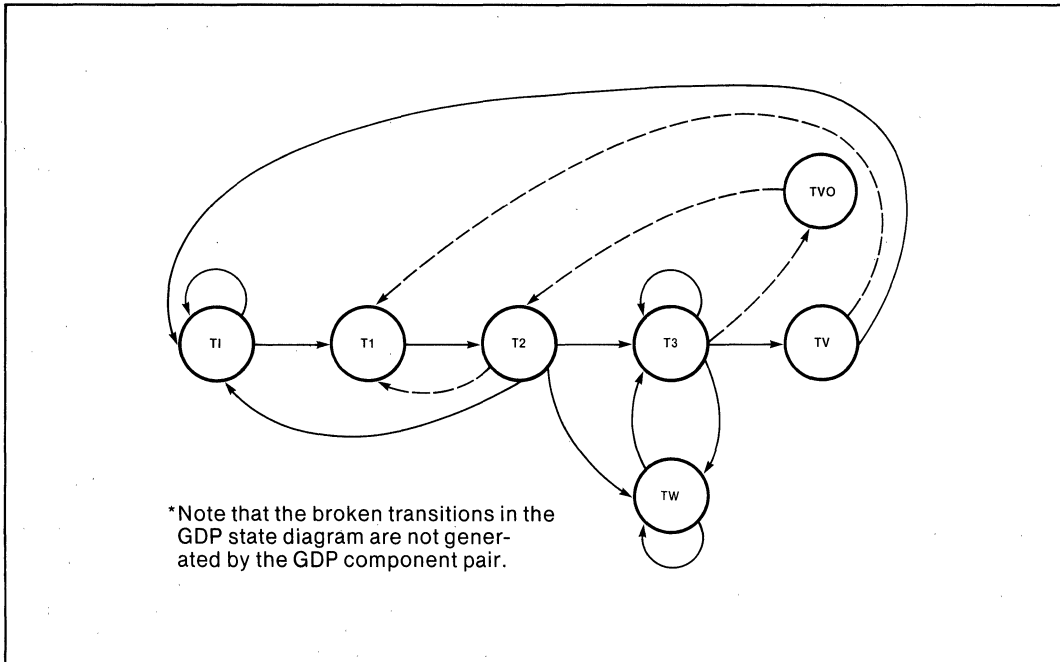 TVO
TI
T1
T2
T3
TV
TW
*Note that the broken transitions in the
GDP state diagram are not gener-
ated by the GDP component pair.